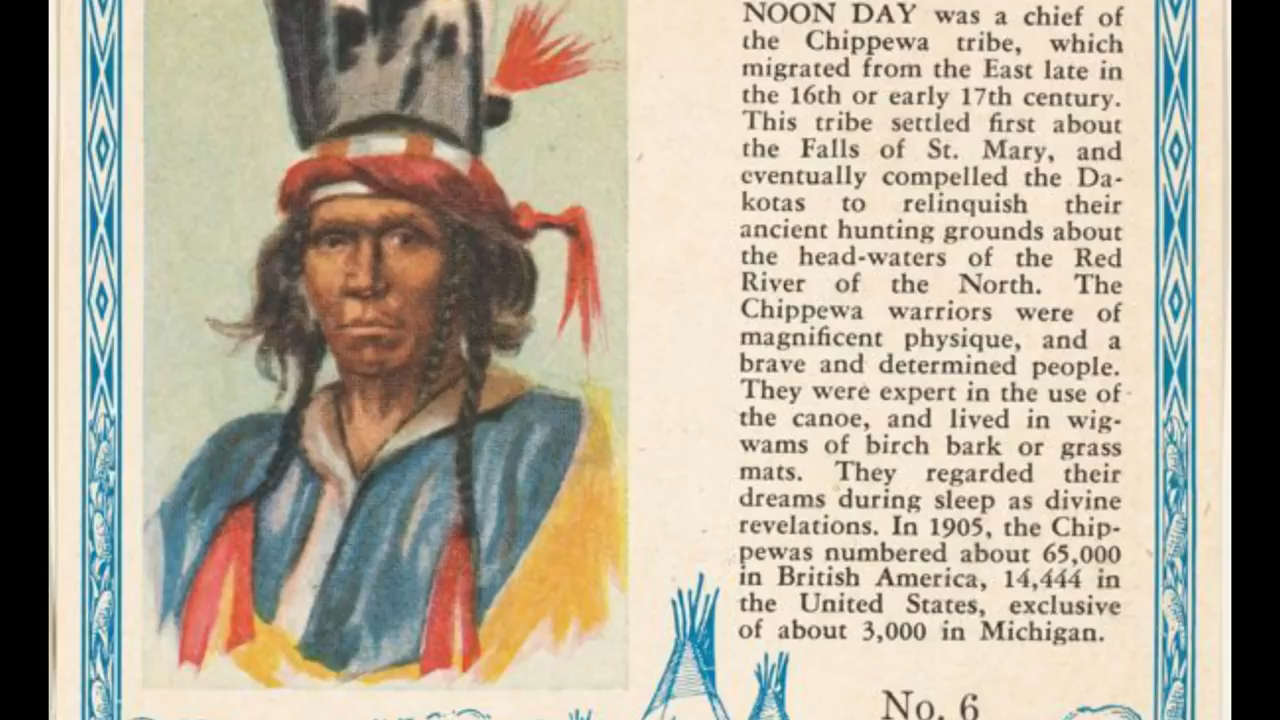 NOON DAY was a chief of
the Chippewa tribe, which
migrated from the East late in
the 16th or early 17th century.
This tribe settled first about
the Falls of St. Mary, and
eventually compelled the Da-
kotas to relinquish their
ancient hunting grounds about
the head-waters of the Red
River of the North. The
Chippewa warriors were of
magnificent physique, and a
brave and determined people.
They were expert in the use of
the canoe, and lived in wig-
wams of birch bark or grass
mats. They regarded their
dreams during sleep as divine
revelations. In 1905, the Chip-
pewas numbered about 65,000
in British America, 14,444 in
the United States, exclusive
of about 3,000 in Michigan.
No. 6